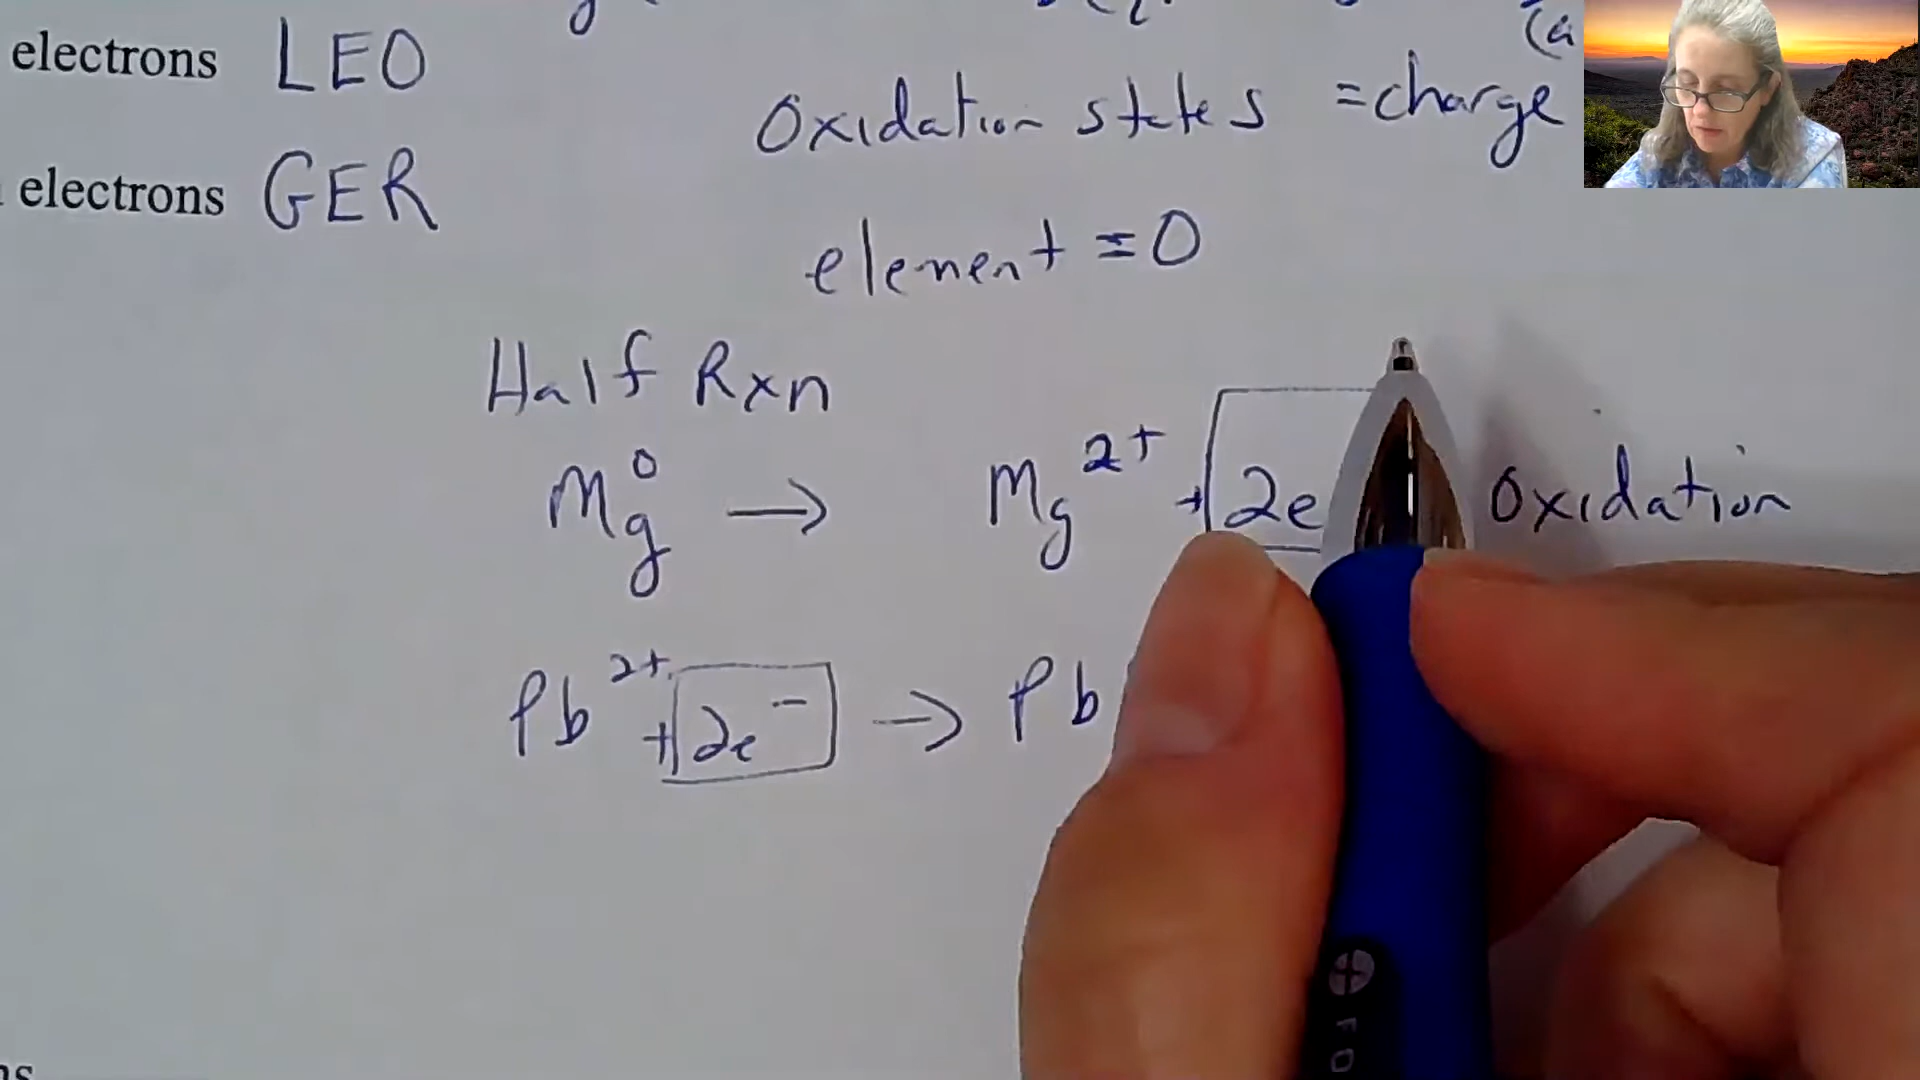 electrons LEO
Oxidation states = charge
electrons GER
element = 0
Half Rxn
Mg⁰ → Mg²⁺ + 2e Oxidation
Pb²⁺ + 2e⁻ → Pb